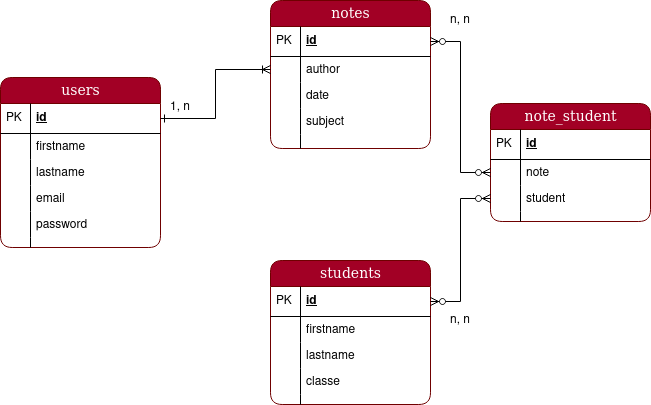 notes
PK id
author
date
subject
n, n
users
PK id
firstname
lastname
email
password
1, n
note_student
PK id
note
student
students
PK id
firstname
lastname
classe
n, n